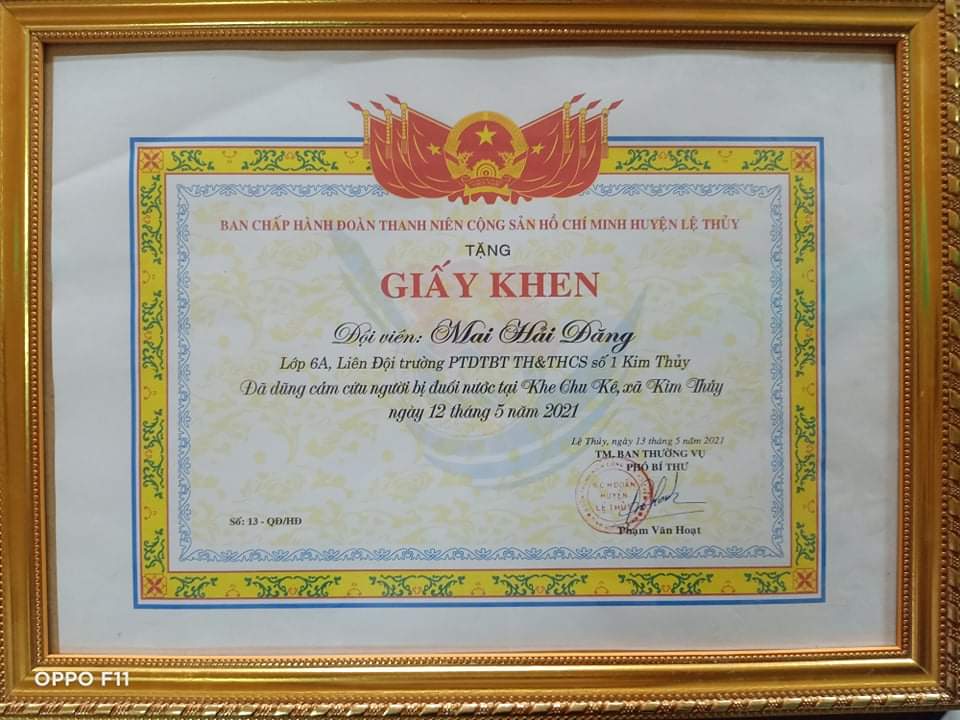 BAN CHẤP HÀNH ĐOÀN THANH NIÊN CỘNG SẢN HỒ CHÍ MINH HUYỆN LỆ THỦY
TẶNG
GIẤY KHEN
Đội viên: Mai Hải Đăng
Lớp 6A, Liên Đội trường PTDTBT TH&THCS số 1 Kim Thủy
Đã dũng cảm cứu người bị đuối nước tại Khe Chu Kê, xã Kim Thủy
ngày 12 tháng 5 năm 2021
Lệ Thủy, ngày 13 tháng 5 năm 2021
TM. BAN THƯỜNG VỤ
PHÓ BÍ THƯ
B.C.H ĐOÀN
HUYỆN
LỆ THỦY
Số: 13 - QĐ/HĐ
Phạm Văn Hoạt
OPPO F11